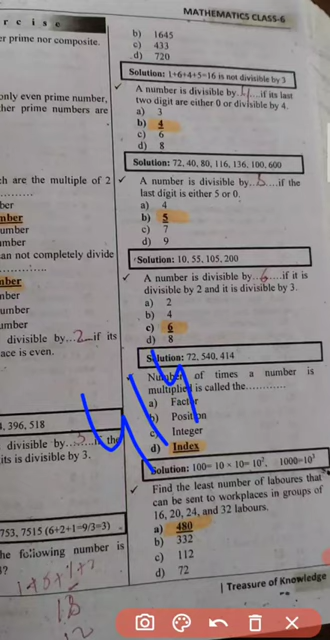 MATHEMATICS CLASS-6
r c i s e
er prime nor composite.
only even prime number,
ther prime numbers are
ch are the multiple of 2
ber
mber
umber
umber
an not completely divide
mber
mber
umber
umber
divisible by...2...if its
ace is even.
4, 396, 518
divisible by...3...if the
its is divisible by 3.
753, 7515 (6+2+1=9/3=3)
he following number is
b) 1645
c) 433
d) 720
Solution: 1+6+4+5=16 is not divisible by 3
A number is divisible by...4...if its last
two digit are either 0 or divisible by 4.
a) 3
b) 4
c) 6
d) 8
Solution: 72, 40, 80, 116, 136, 100, 600
A number is divisible by...5...if the
last digit is either 5 or 0.
a) 4
b) 5
c) 7
d) 9
Solution: 10, 55, 105, 200
A number is divisible by...6...if it is
divisible by 2 and it is divisible by 3.
a) 2
b) 4
c) 6
d) 8
Solution: 72, 540, 414
Number of times a number is
multiplied is called the............
a) Factor
b) Position
c) Integer
d) Index
Solution: 100= 10 × 10= 10², 1000=10³
Find the least number of labours that
can be sent to workplaces in groups of
16, 20, 24, and 32 labours.
a) 480
b) 332
c) 112
d) 72
| Treasure of Knowledge